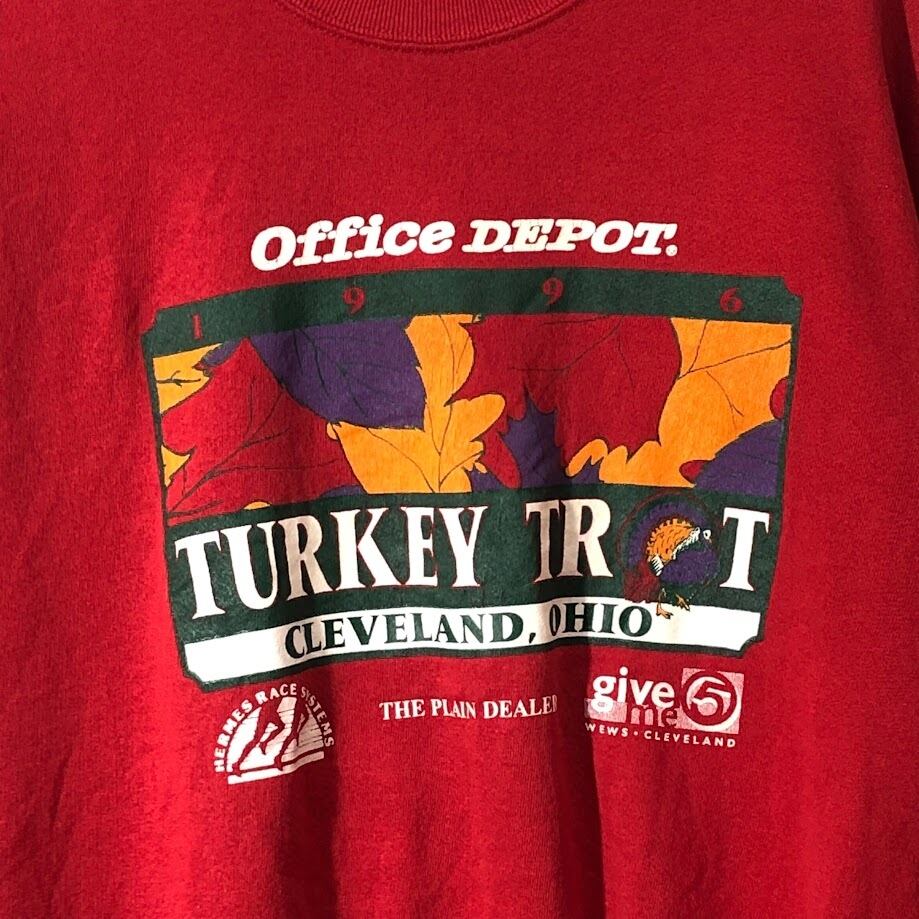 Office DEPOT.
1 9 9 6
TURKEY TR T
CLEVELAND, OHIO
HERMES RACE SYSTEMS
THE PLAIN DEALER
give me 5
WEWS • CLEVELAND